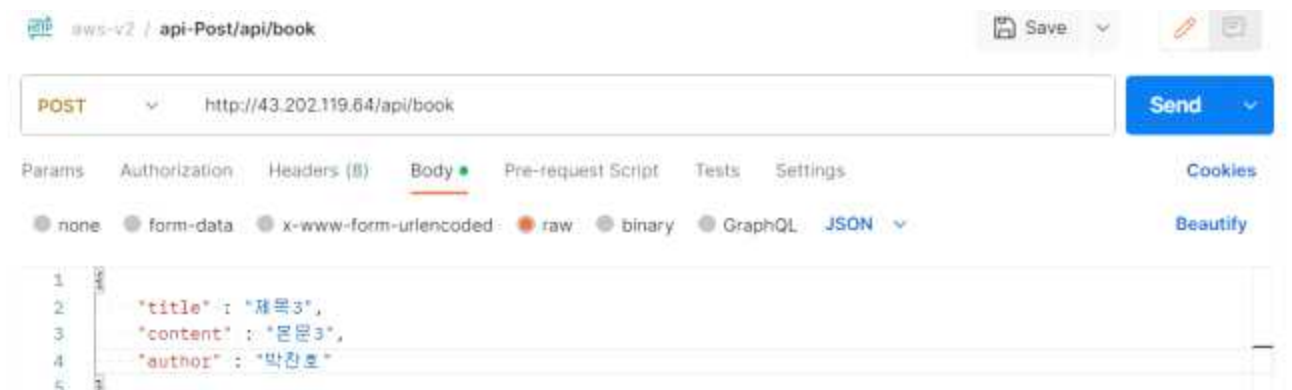 aws-v2 / api-Post/api/book
Save
POST http://43.202.119.64/api/book Send
Params Authorization Headers (8) Body Pre-request Script Tests Settings Cookies
none form-data x-www-form-urlencoded raw binary GraphQL JSON Beautify
1 {
2 "title" : "제목3",
3 "content" : "본문3",
4 "author" : "박찬호"
5 }